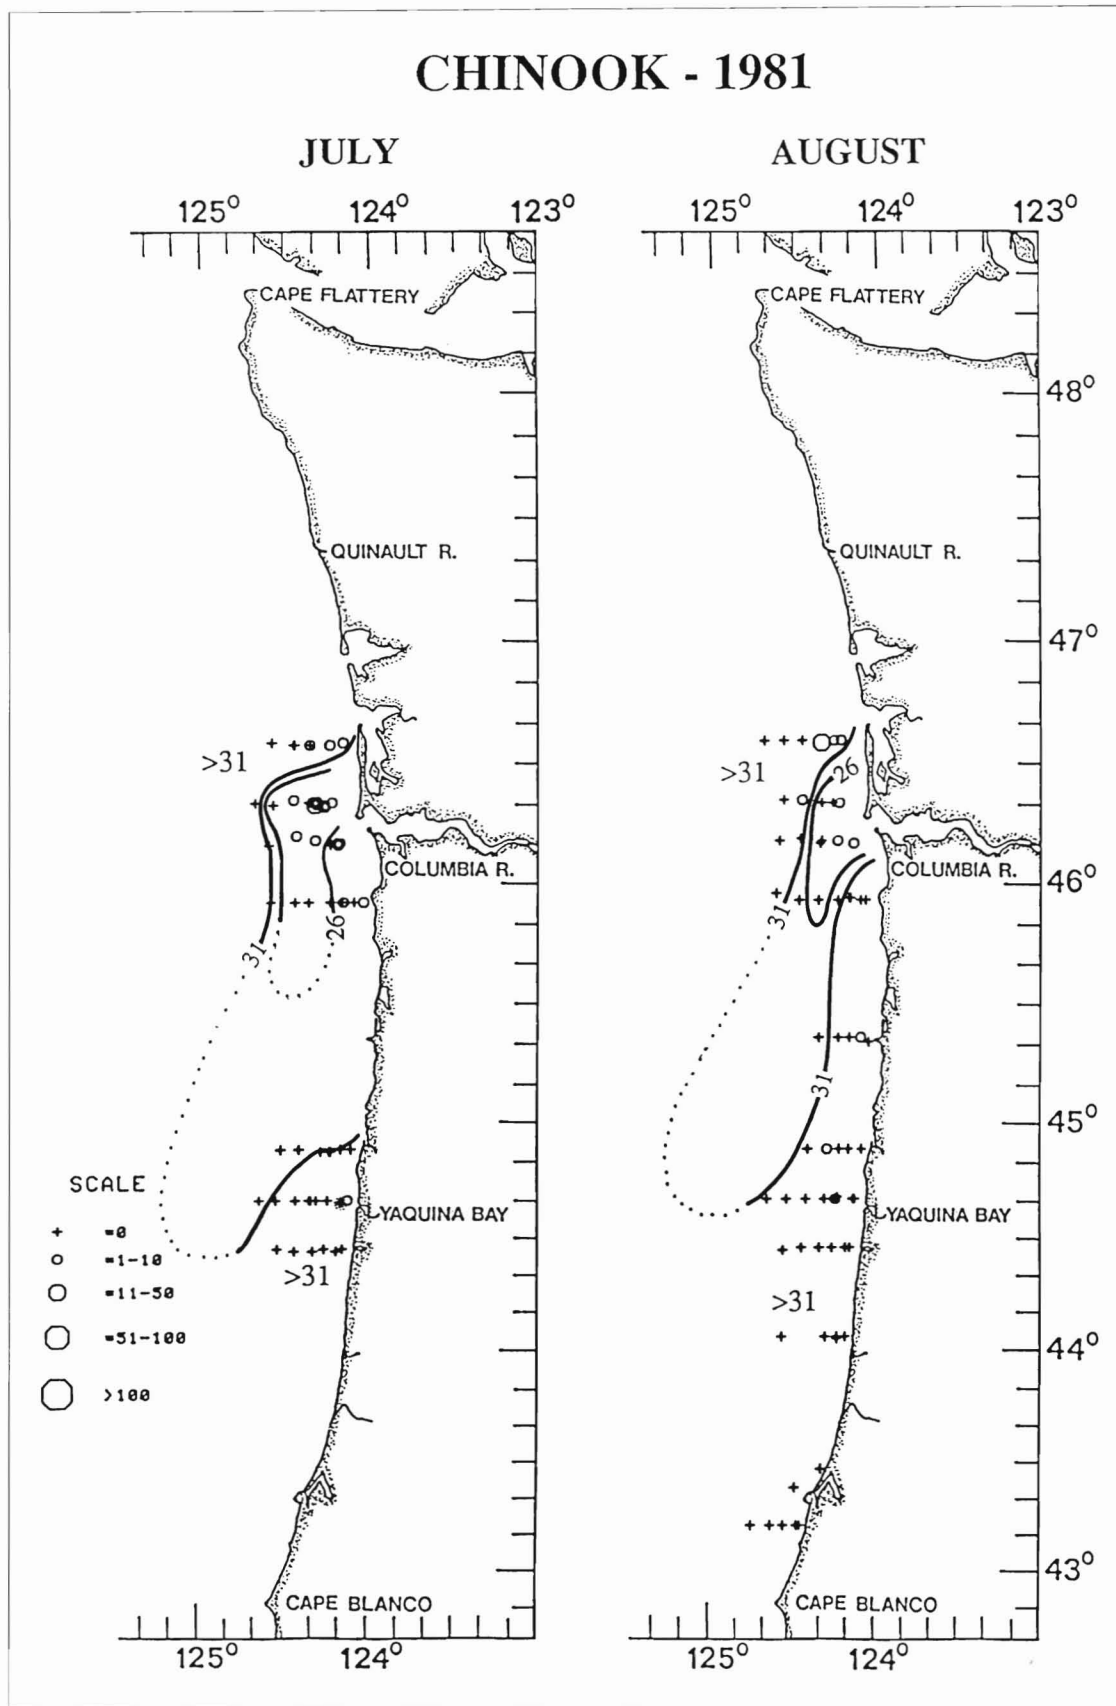 CHINOOK - 1981
JULY
AUGUST
125° 124° 123°
125° 124° 123°
CAPE FLATTERY
CAPE FLATTERY
48°
QUINAULT R.
QUINAULT R.
47°
>31
>31
26
COLUMBIA R.
COLUMBIA R.
46°
31
26
31
31
45°
SCALE
+ =0
=1-10
=11-50
=51-100
>100
YAQUINA BAY
YAQUINA BAY
>31
>31
44°
43°
CAPE BLANCO
CAPE BLANCO
125° 124°
125° 124°